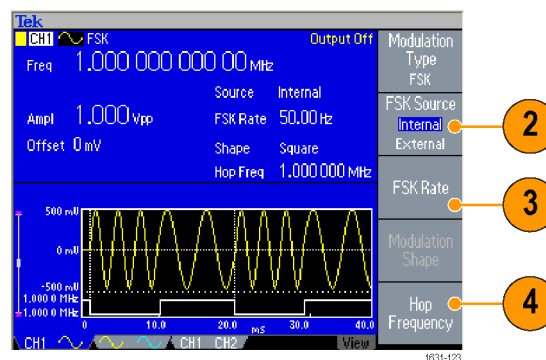 Tek
CH1 FSK Output Off
Freq 1.000 000 000 00 MHz
Source Internal
Ampl 1.000 Vpp FSK Rate 50.00 Hz
Offset 0 mV Shape Square
Hop Freq 1.000000 MHz
500 mV
0 mV
-500 mV
1.000 0 MHz
1.000 0 MHz
0 10.0 20.0 mS 30.0 40.0
CH1 CH2 View
Modulation
Type
FSK
FSK Source
Internal
External
2
FSK Rate
3
Modulation
Shape
Hop
Frequency
4
1631-123